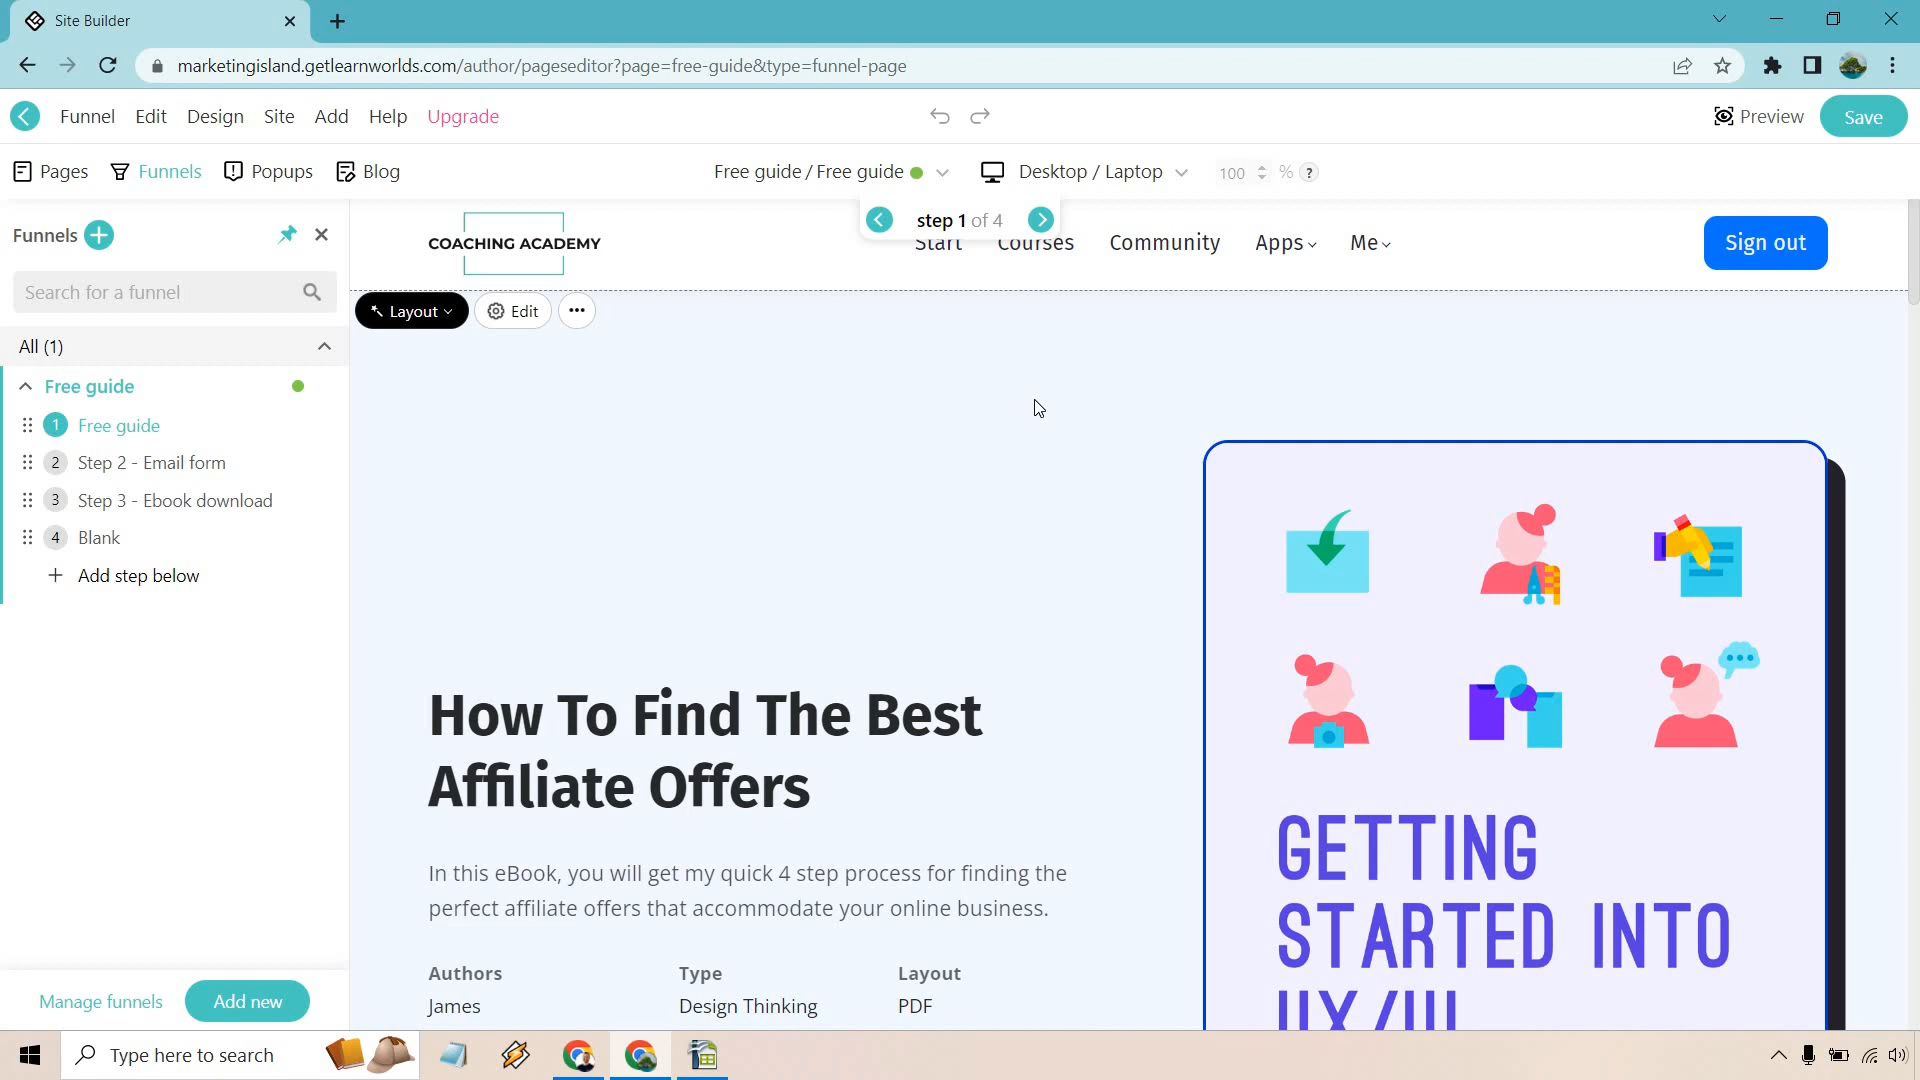 Site Builder
marketingisland.getlearnworlds.com/author/pageseditor?page=free-guide&type=funnel-page
Funnel Edit Design Site Add Help Upgrade Preview Save
Pages Funnels Popups Blog Free guide / Free guide Desktop / Laptop 100 % ?
step 1 of 4
Funnels
COACHING ACADEMY Start Courses Community Apps Me Sign out
Search for a funnel
Layout Edit
All (1)
Free guide
1 Free guide
2 Step 2 - Email form
3 Step 3 - Ebook download
4 Blank
Add step below
How To Find The Best
Affiliate Offers
In this eBook, you will get my quick 4 step process for finding the
perfect affiliate offers that accommodate your online business.
Authors Type Layout
James Design Thinking PDF
GETTING
STARTED INTO
UX/UI
Manage funnels Add new
Type here to search